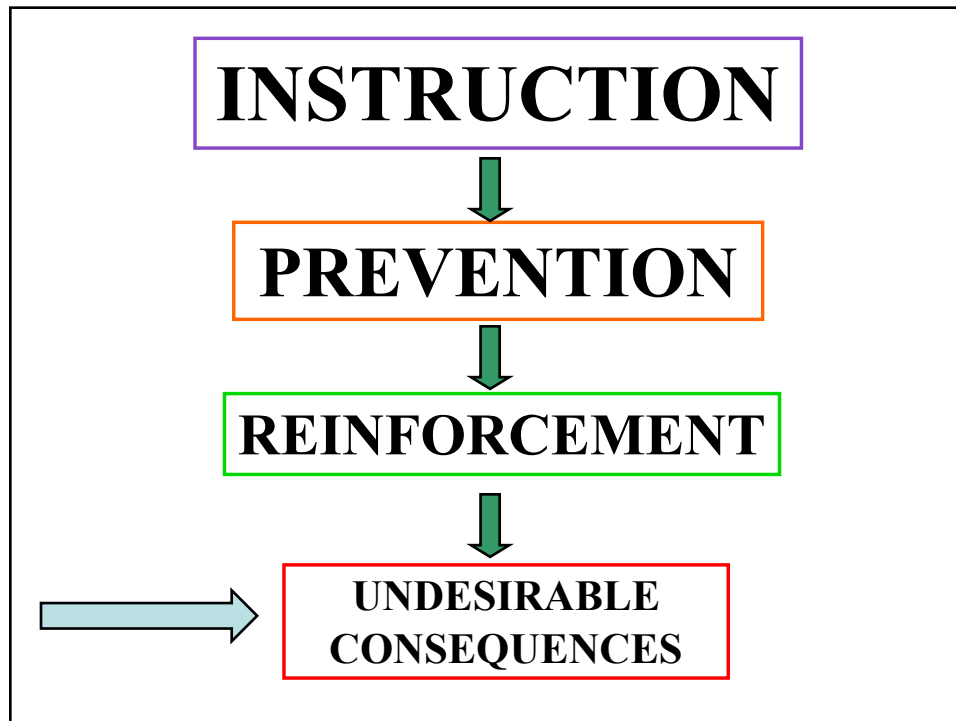 INSTRUCTION
PREVENTION
REINFORCEMENT
UNDESIRABLE
CONSEQUENCES